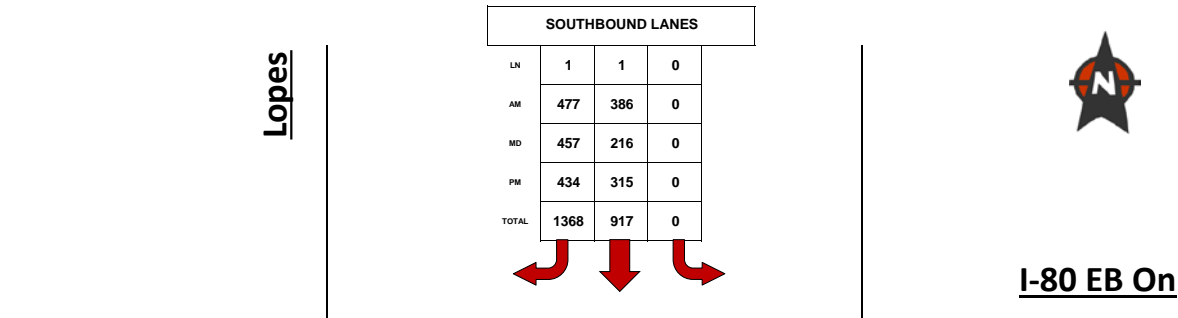 SOUTHBOUND LANES
Lopes
LN 1 1 0
AM 477 386 0
MD 457 216 0
PM 434 315 0
TOTAL 1368 917 0
N
I-80 EB On